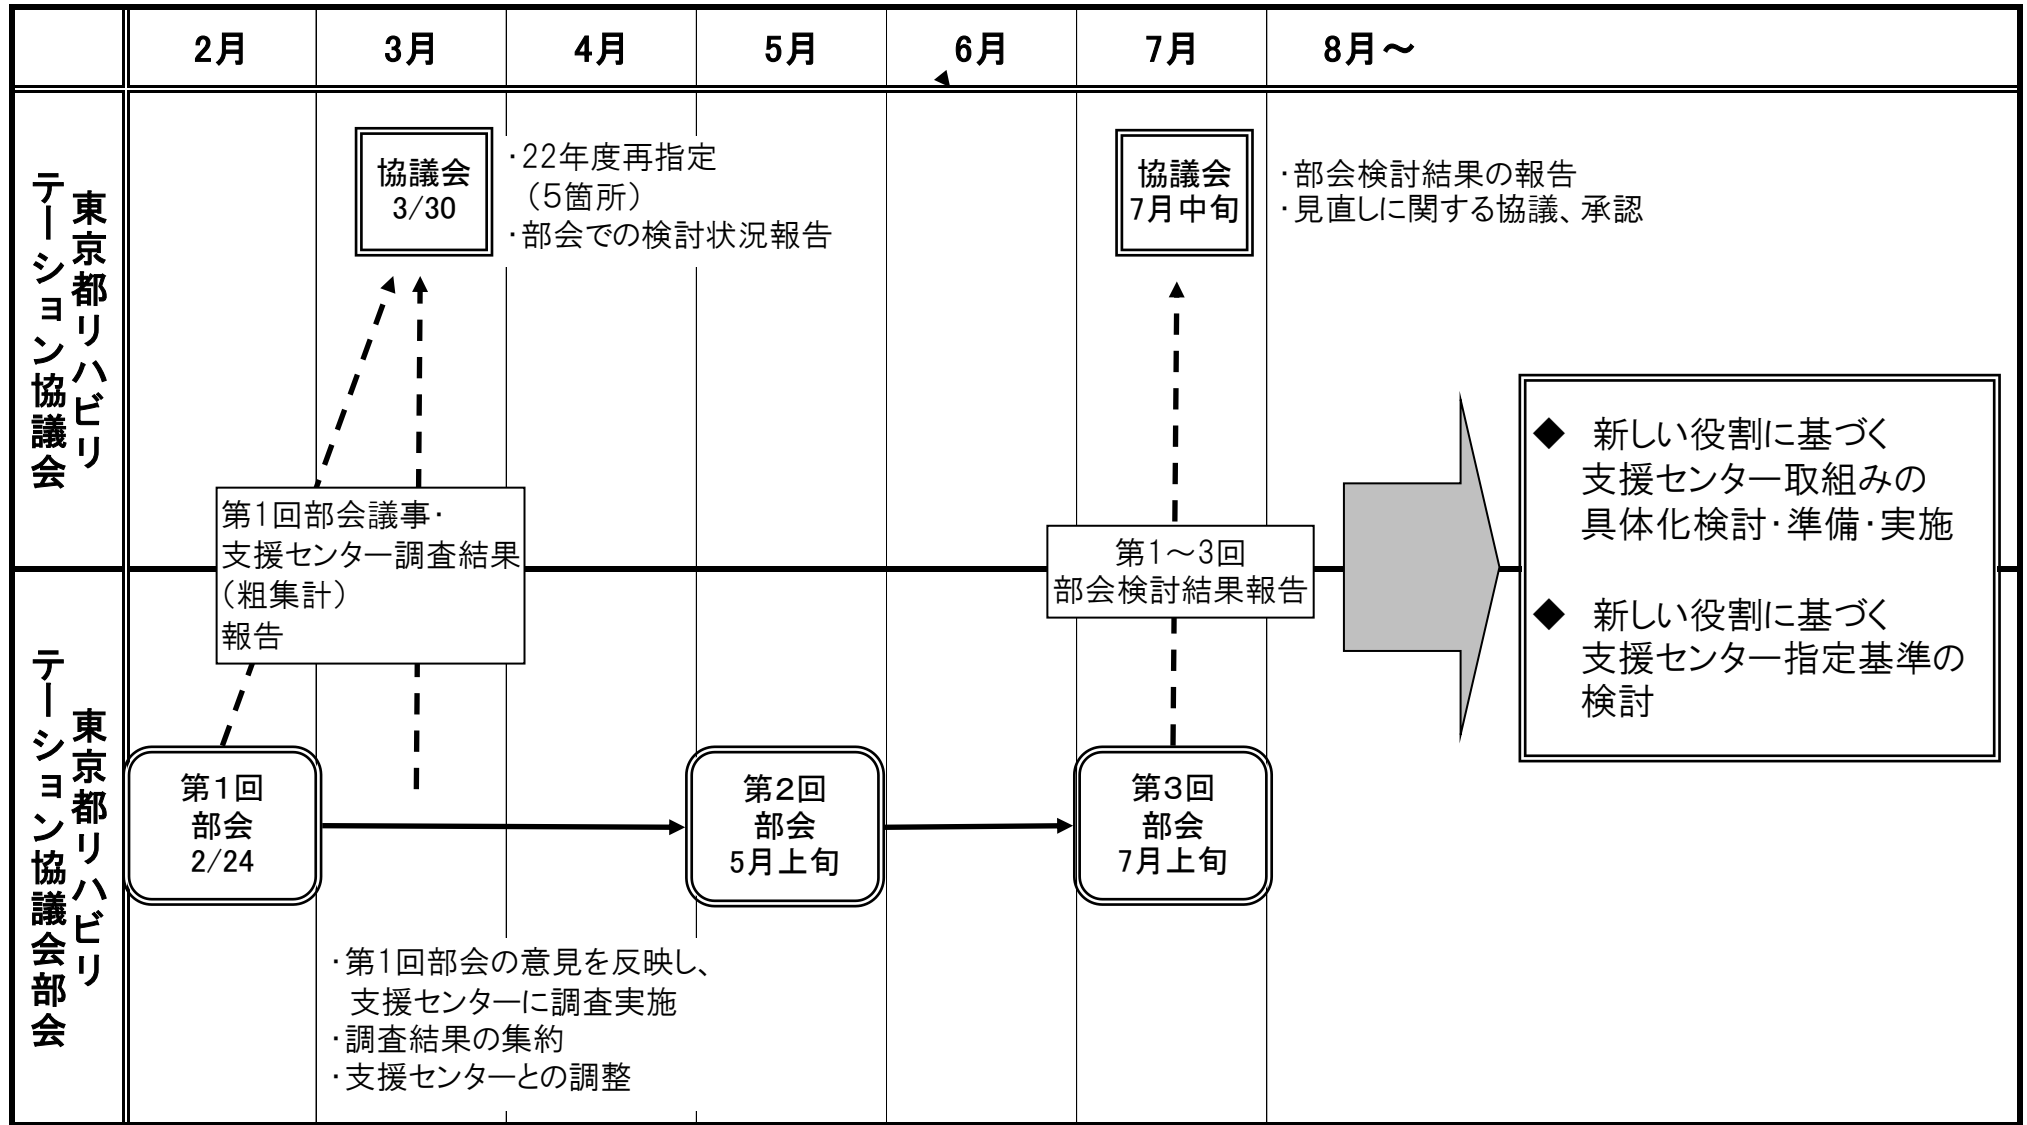 2月
3月
4月
5月
6月
7月
8月～
東京都リハビリ
テーション協議会
協議会
3/30
・22年度再指定
（5箇所）
・部会での検討状況報告
協議会
7月中旬
・部会検討結果の報告
・見直しに関する協議、承認
第1回部会議事・
支援センター調査結果
（粗集計）
報告
第1～3回
部会検討結果報告
◆ 新しい役割に基づく
支援センター取組みの
具体化検討・準備・実施
◆ 新しい役割に基づく
支援センター指定基準の
検討
東京都リハビリ
テーション協議会部会
第１回
部会
2/24
第２回
部会
5月上旬
第３回
部会
7月上旬
・第1回部会の意見を反映し、
支援センターに調査実施
・調査結果の集約
・支援センターとの調整